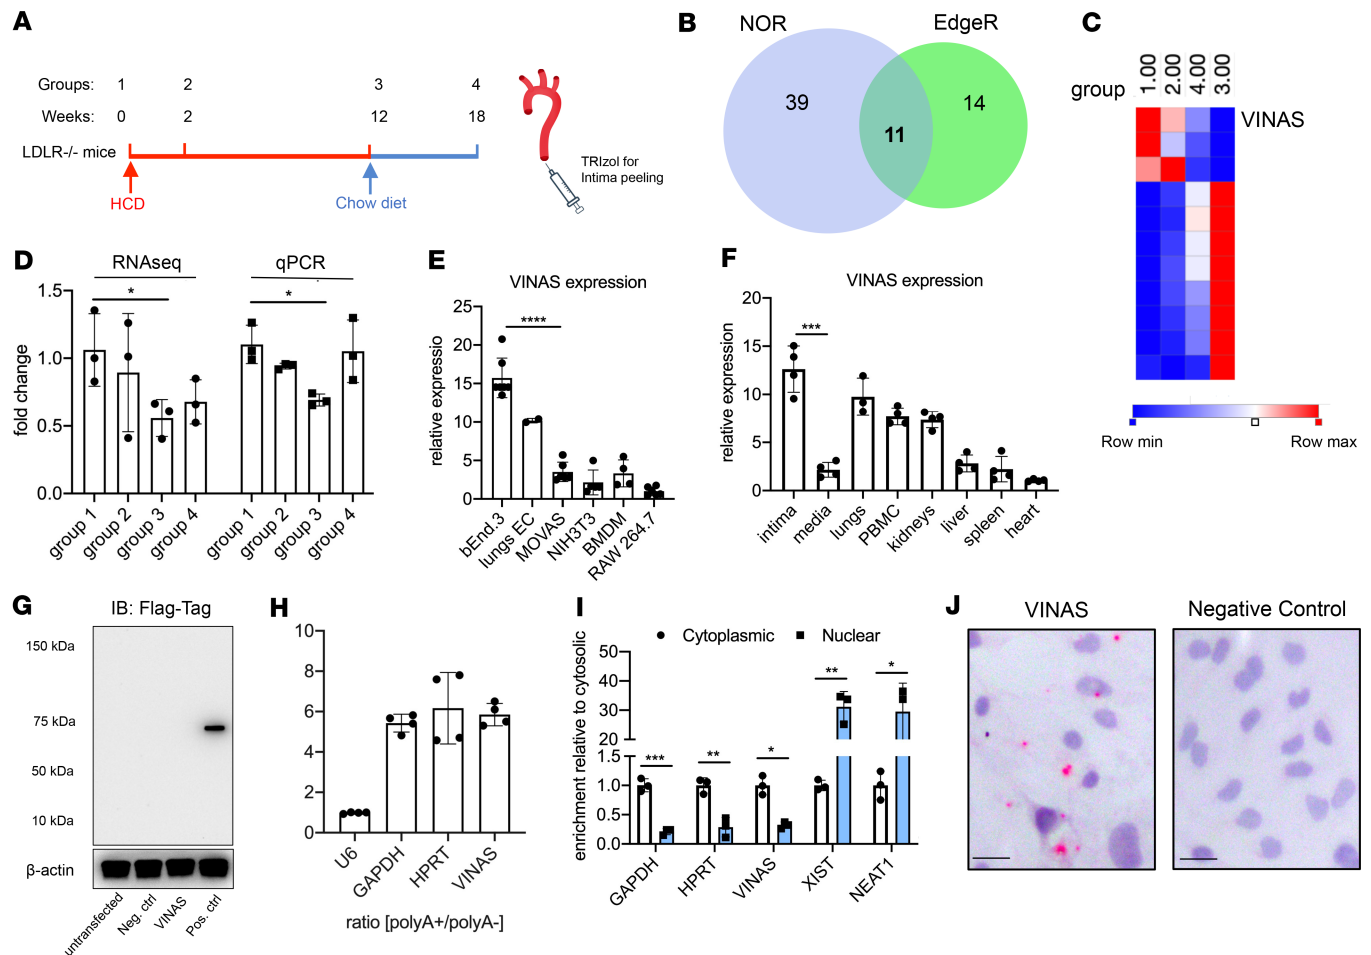 A
Groups: 1 2 3 4
Weeks: 0 2 12 18
LDLR-/- mice
HCD
Chow diet
TRIzol for
Intima peeling
B
NOR
EdgeR
39
11
14
C
group
1.00
2.00
4.00
3.00
VINAS
Row min
Row max
D
RNAseq
qPCR
*
*
fold change
1.5
1.0
0.5
0.0
group 1
group 2
group 3
group 4
group 1
group 2
group 3
group 4
E
VINAS expression
****
relative expressio
25
20
15
10
5
0
bEnd.3
lungs EC
MOVAS
NIH3T3
BMDM
RAW 264.7
F
VINAS expression
***
relative expression
20
15
10
5
0
intima
media
lungs
PBMC
kidneys
liver
spleen
heart
G
IB: Flag-Tag
150 kDa
75 kDa
50 kDa
10 kDa
β-actin
untransfected
Neg. ctrl
VINAS
Pos. ctrl
H
10
8
6
4
2
0
U6
GAPDH
HPRT
VINAS
ratio [polyA+/polyA-]
I
Cytoplasmic
Nuclear
enrichment relative to cytosolic
50
40
30
20
1.5
1.0
0.5
0.0
***
**
*
**
*
GAPDH
HPRT
VINAS
XIST
NEAT1
J
VINAS
Negative Control